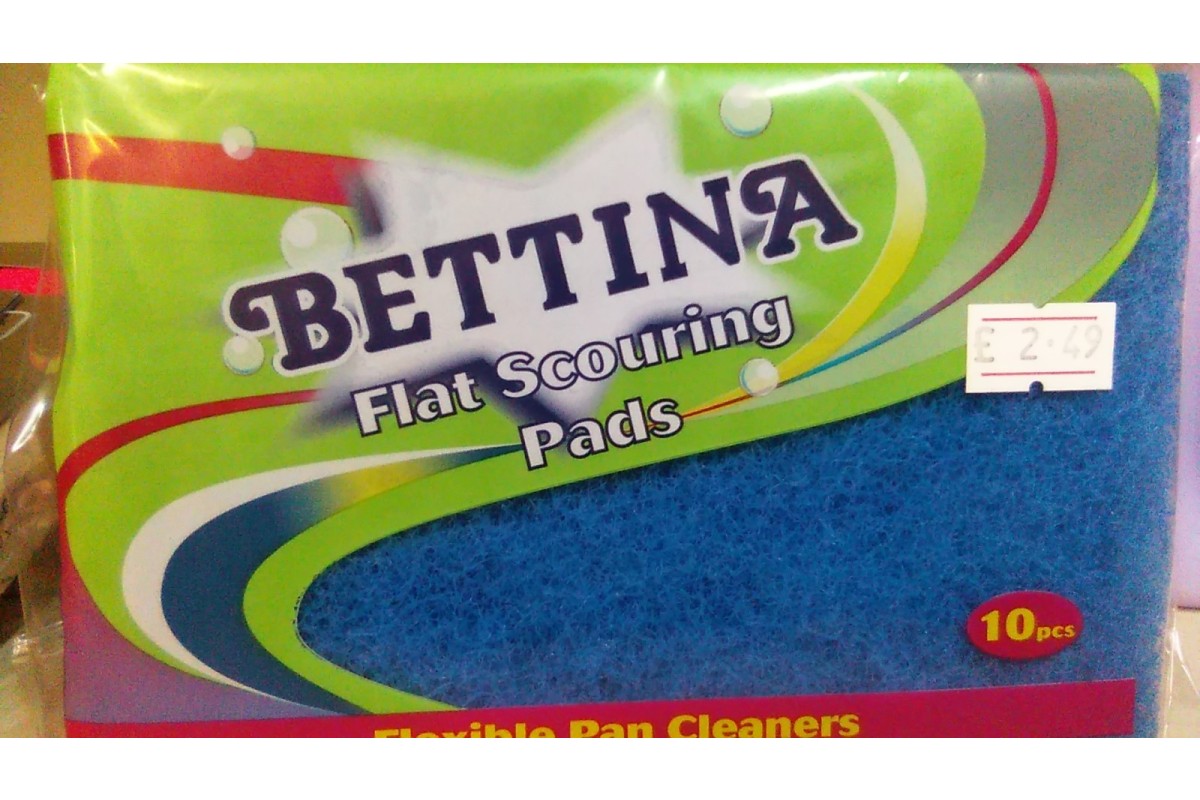 BETTINA
Flat Scouring
Pads
£ 2.49
10pcs
Flexible Pan Cleaners